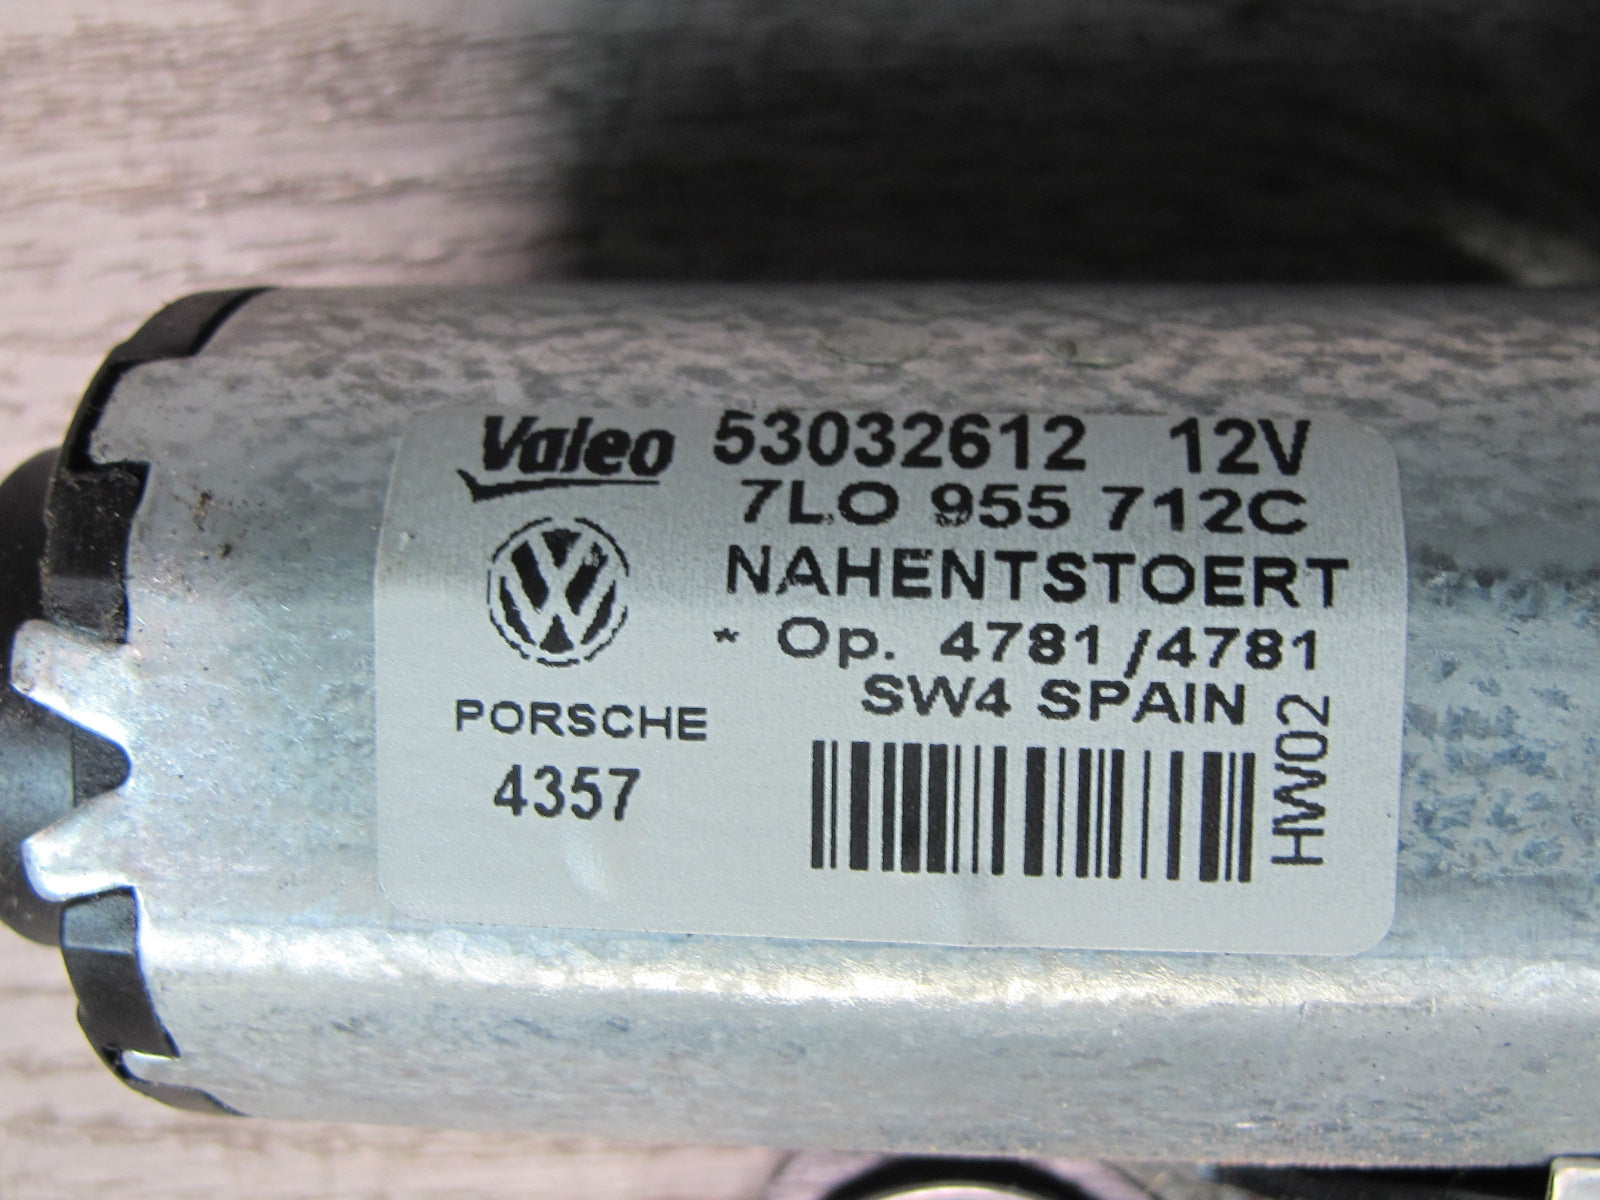 Valeo 53032612 12V
7LO 955 712C
NAHENTSTOERT
* Op. 4781/4781
SW4 SPAIN
PORSCHE
4357
HW02